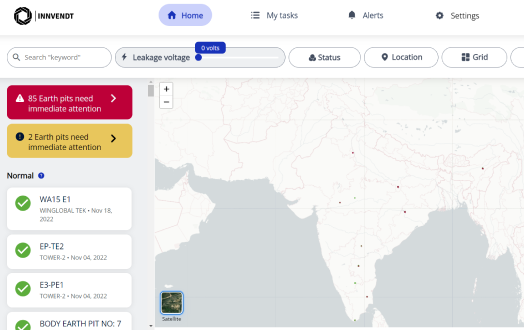 INNVENDT
Home
My tasks
Alerts
Settings
Search "keyword"
Leakage voltage
0 volts
Status
Location
Grid
85 Earth pits need
immediate attention
2 Earth pits need
immediate attention
Normal
WA15 E1
WINGLOBAL TEK • Nov 18,
2022
EP-TE2
TOWER-2 • Nov 04, 2022
E3-PE1
TOWER-2 • Nov 04, 2022
BODY EARTH PIT NO: 7
+
−
Satellite